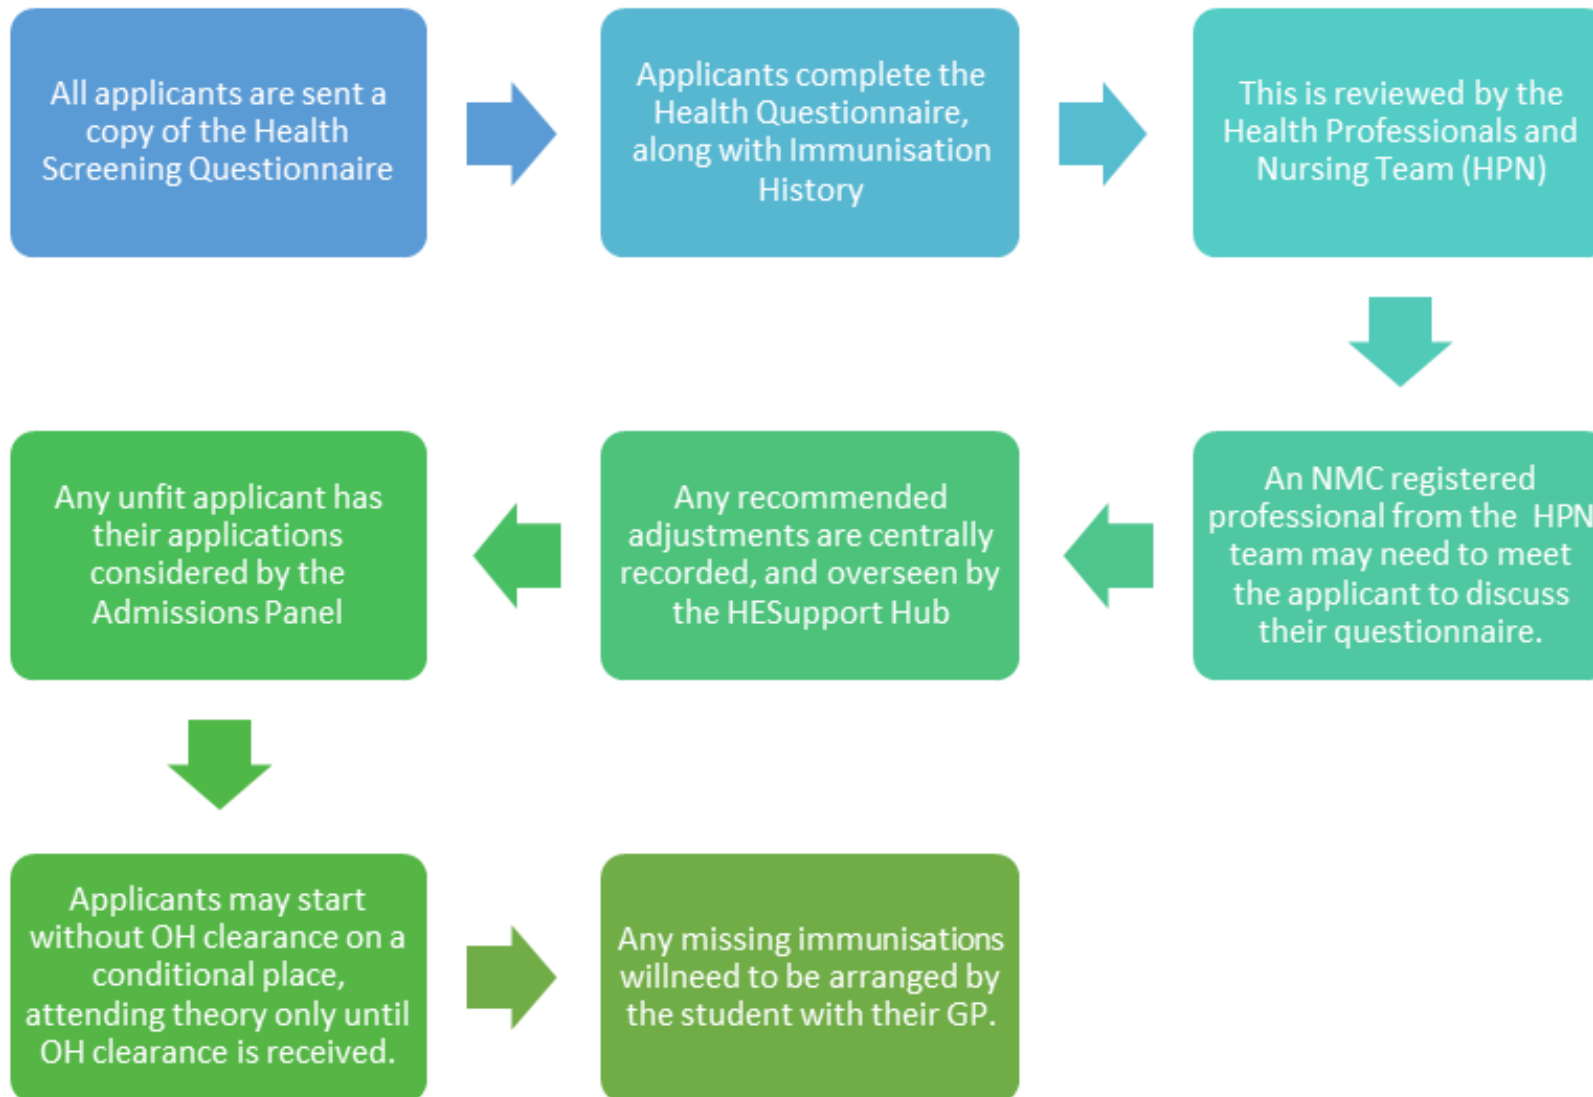 All applicants are sent a
copy of the Health
Screening Questionnaire
Applicants complete the
Health Questionnaire,
along with Immunisation
History
This is reviewed by the
Health Professionals and
Nursing Team (HPN)
An NMC registered
professional from the HPN
team may need to meet
the applicant to discuss
their questionnaire.
Any recommended
adjustments are centrally
recorded, and overseen by
the HESupport Hub
Any unfit applicant has
their applications
considered by the
Admissions Panel
Applicants may start
without OH clearance on a
conditional place,
attending theory only until
OH clearance is received.
Any missing immunisations
willneed to be arranged by
the student with their GP.